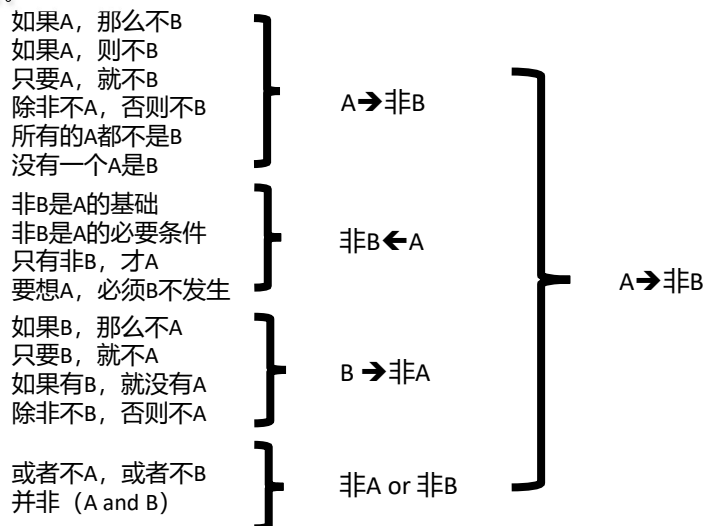 如果A，那么不B
如果A，则不B
只要A，就不B
除非不A，否则不B
所有的A都不是B
没有一个A是B
A➔非B
非B是A的基础
非B是A的必要条件
只有非B，才A
要想A，必须B不发生
非B🡸A
A➔非B
如果B，那么不A
只要B，就不A
如果有B，就没有A
除非不B，否则不A
B ➔非A
或者不A，或者不B
并非（A and B）
非A or 非B